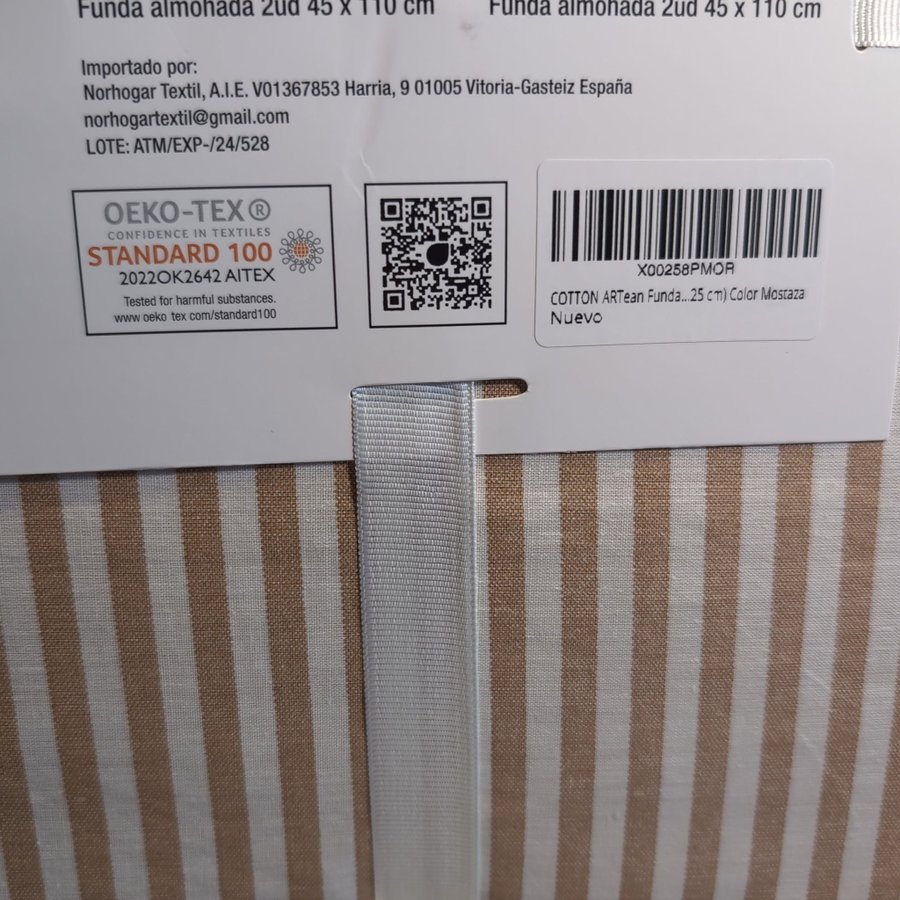 Funda almohada 2ud 45 x 110 cm
Funda almohada 2ud 45 x 110 cm
Importado por:
Norhogar Textil, A.I.E. V01367853 Harria, 9 01005 Vitoria-Gasteiz España
norhogartextil@gmail.com
LOTE: ATM/EXP-/24/528
OEKO-TEX®
CONFIDENCE IN TEXTILES
STANDARD 100
2022OK2642 AITEX
Tested for harmful substances.
www oeko tex com/standard100
X00258PMOR
COTTON ARTean Funda...25 cm) Color Mostaza
Nuevo